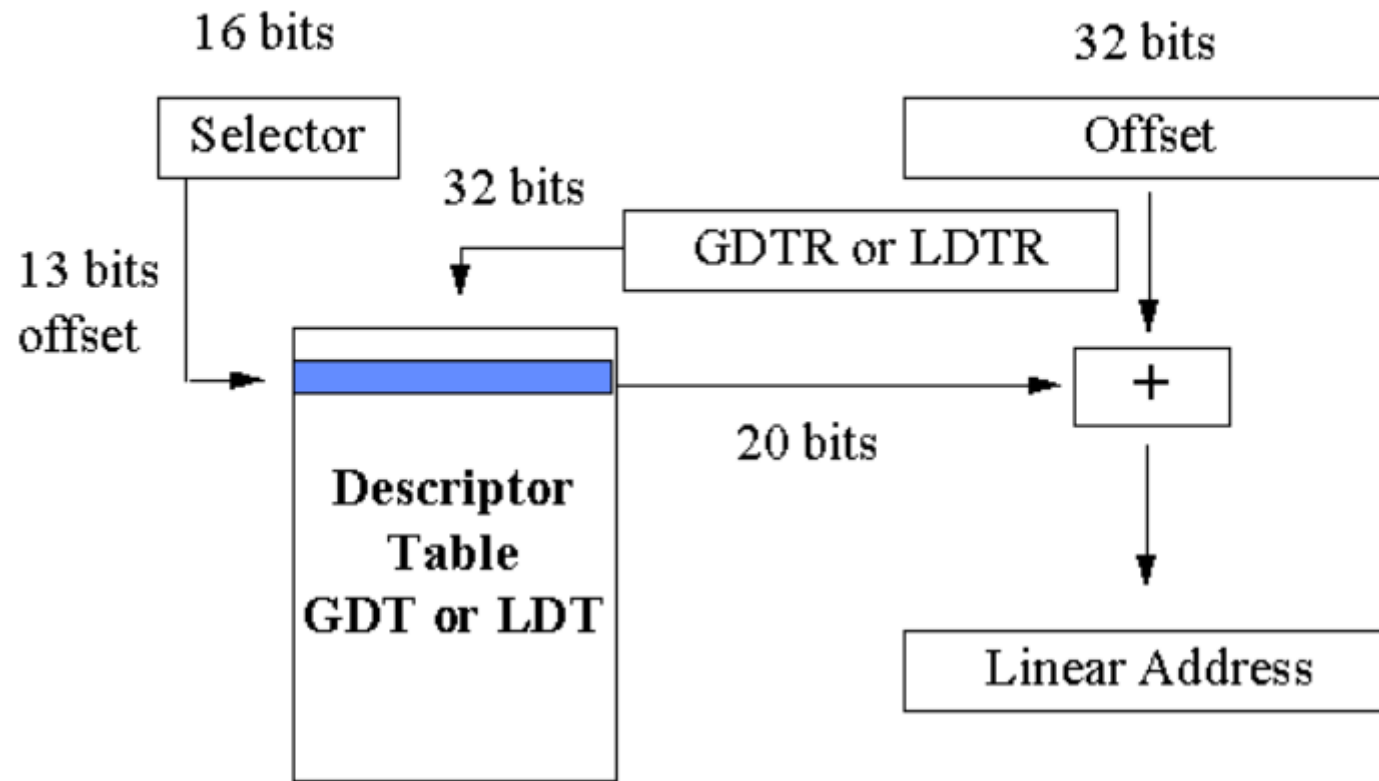 16 bits
32 bits
Selector
Offset
32 bits
GDTR or LDTR
13 bits
offset
+
20 bits
Descriptor
Table
GDT or LDT
Linear Address